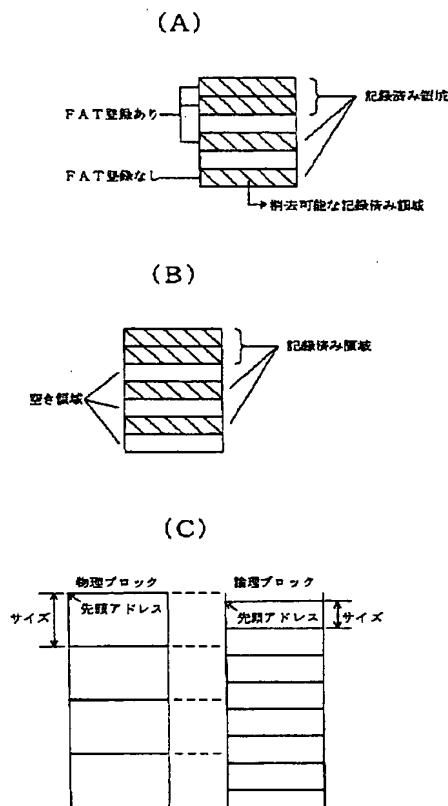 (A)
FAT登録あり
記録済み領域
FAT登録なし
消去可能な記録済み領域
(B)
空き領域
記録済み領域
(C)
物理ブロック
論理ブロック
サイズ
先頭アドレス
先頭アドレス
サイズ